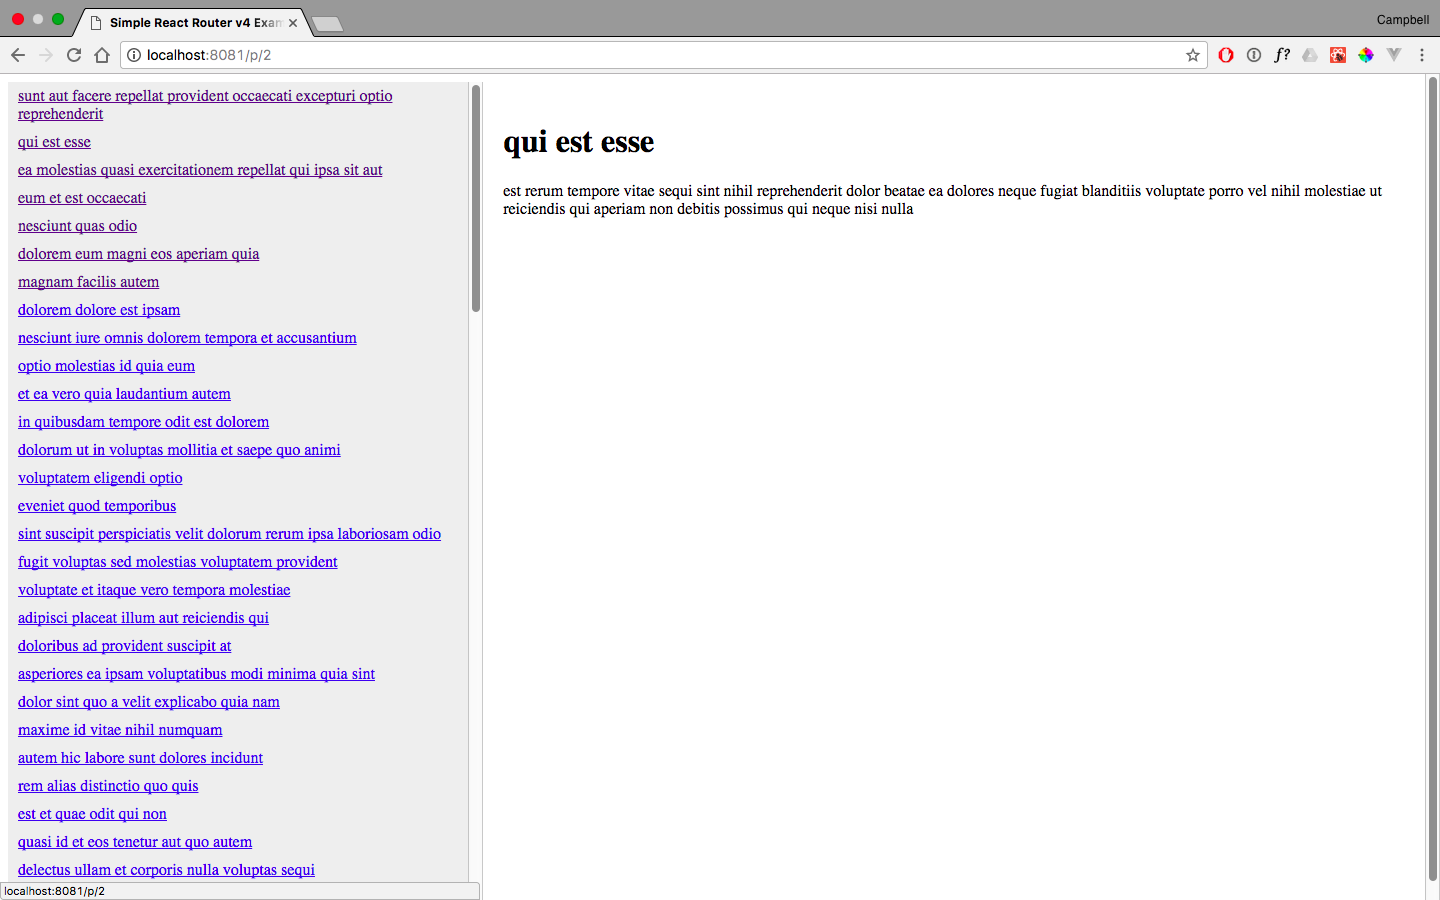 Simple React Router v4 Exam
Campbell
localhost:8081/p/2
f?
sunt aut facere repellat provident occaecati excepturi optio
reprehenderit
qui est esse
ea molestias quasi exercitationem repellat qui ipsa sit aut
eum et est occaecati
nesciunt quas odio
dolorem eum magni eos aperiam quia
magnam facilis autem
dolorem dolore est ipsam
nesciunt iure omnis dolorem tempora et accusantium
optio molestias id quia eum
et ea vero quia laudantium autem
in quibusdam tempore odit est dolorem
dolorum ut in voluptas mollitia et saepe quo animi
voluptatem eligendi optio
eveniet quod temporibus
sint suscipit perspiciatis velit dolorum rerum ipsa laboriosam odio
fugit voluptas sed molestias voluptatem provident
voluptate et itaque vero tempora molestiae
adipisci placeat illum aut reiciendis qui
doloribus ad provident suscipit at
asperiores ea ipsam voluptatibus modi minima quia sint
dolor sint quo a velit explicabo quia nam
maxime id vitae nihil numquam
autem hic labore sunt dolores incidunt
rem alias distinctio quo quis
est et quae odit qui non
quasi id et eos tenetur aut quo autem
delectus ullam et corporis nulla voluptas sequi
qui est esse
est rerum tempore vitae sequi sint nihil reprehenderit dolor beatae ea dolores neque fugiat blanditiis voluptate porro vel nihil molestiae ut
reiciendis qui aperiam non debitis possimus qui neque nisi nulla
localhost:8081/p/2